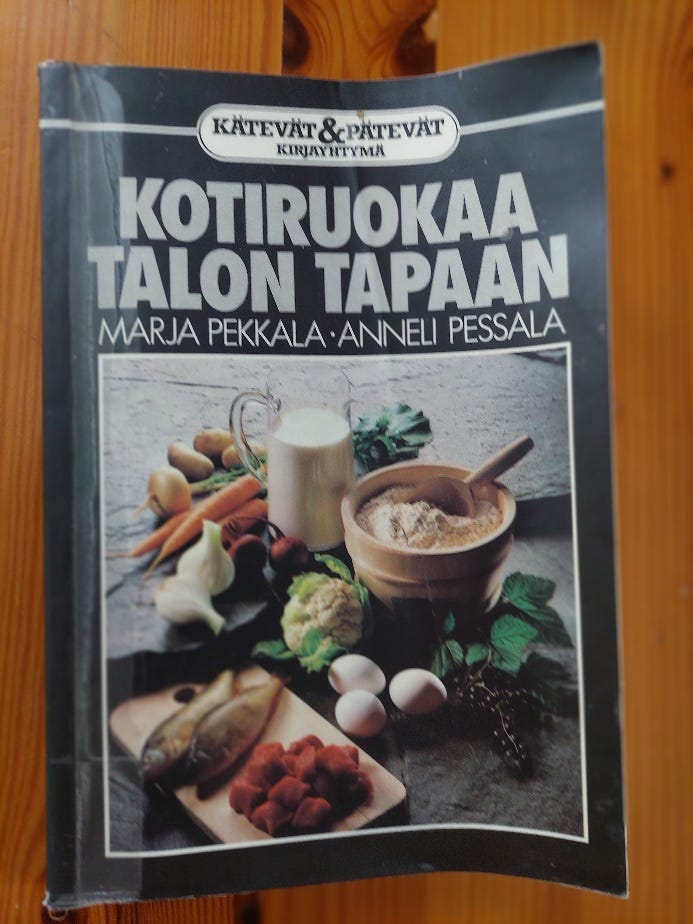 KÄTEVÄT & PÄTEVÄT
KIRJAYHTYMÄ
KOTIRUOKAA
TALON TAPAAN
MARJA PEKKALA · ANNELI PESSALA